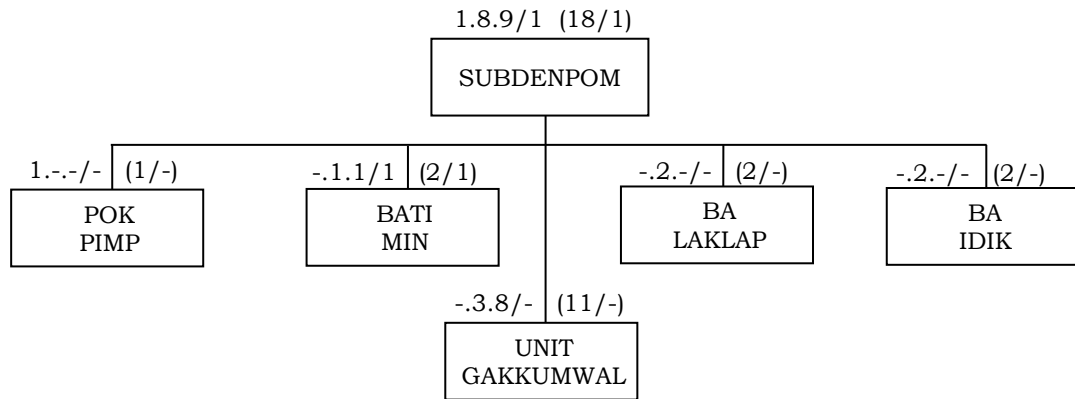 1.8.9/1 (18/1)
SUBDENPOM
1.-.-/- (1/-)
POK
PIMP
-.1.1/1 (2/1)
BATI
MIN
-.2.-/- (2/-)
BA
LAKLAP
-.2.-/- (2/-)
BA
IDIK
-.3.8/- (11/-)
UNIT
GAKKUMWAL